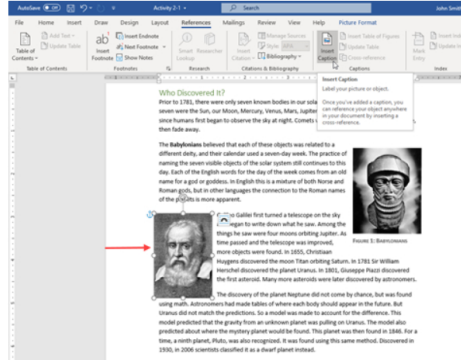 AutoSave Off Activity 2-1 Search John Smith
File Home Insert Draw Design Layout References Mailings Review View Help Picture Format
Table of Contents Add Text Update Table
ab Insert Footnote Insert Endnote Next Footnote Show Notes
Smart Lookup Researcher
Insert Citation Manage Sources Style Bibliography
Insert Caption Insert Table of Figures Update Table Cross-reference
Mark Entry
Table of Contents Footnotes Research Citations & Bibliography Captions Index
Insert Caption
Label your picture or object.
Once you've added a caption, you
can reference your object anywhere
in your document by inserting a
cross-reference.
Who Discovered It?
Prior to 1781, there were only seven known bodies in our sola
seven were the Sun, our Moon, Mercury, Venus, Mars, Jupiter
since humans first began to observe the sky at night. Comets
then fade away.
The Babylonians believed that each of these objects was related to a
different deity, and their calendar used a seven-day week. The practice of
naming the seven visible objects of the solar system still continues to this
day. Each of the English words for the day of the week comes from an old
name for a god or goddess. In English this is a mixture of both Norse and
Roman gods, but in other languages the connection to the Roman names
of the planets is more apparent.
FIGURE 1: BABYLONIANS
Galileo Galilei first turned a telescope on the sky
began to write down what he saw. Among the
things he saw were four moons orbiting Jupiter. As
time passed and the telescope was improved,
more objects were found. In 1655, Christiaan
Huygens discovered the moon Titan orbiting Saturn. In 1781 Sir William
Herschel discovered the planet Uranus. In 1801, Giuseppe Piazzi discovered
the first asteroid. Many more asteroids were later discovered by astronomers.
The discovery of the planet Neptune did not come by chance, but was found
using math. Astronomers had made tables of where each body should appear in the future. But
Uranus did not match the predictions. So a model was made to account for the difference. This
model predicted that the gravity from an unknown planet was pulling on Uranus. The model also
predicted about where the mystery planet would be found. This planet was then found in 1846. For a
time, a ninth planet, Pluto, was also recognized. It was found using this same method. Discovered in
1930, in 2006 scientists classified it as a dwarf planet instead.